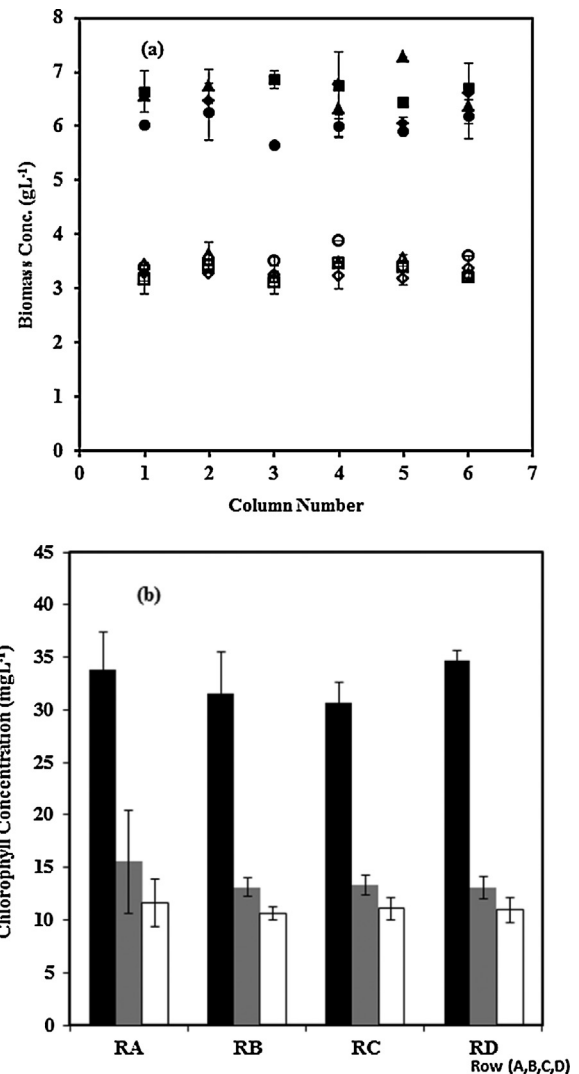 (a)
8
7
6
5
4
3
2
1
0
Biomass Conc. (gL-1)
0 1 2 3 4 5 6 7
Column Number
(b)
45
40
35
30
25
20
15
10
5
0
Chlorophyll Concentration (mgL-1)
RA RB RC RD
Row (A,B,C,D)